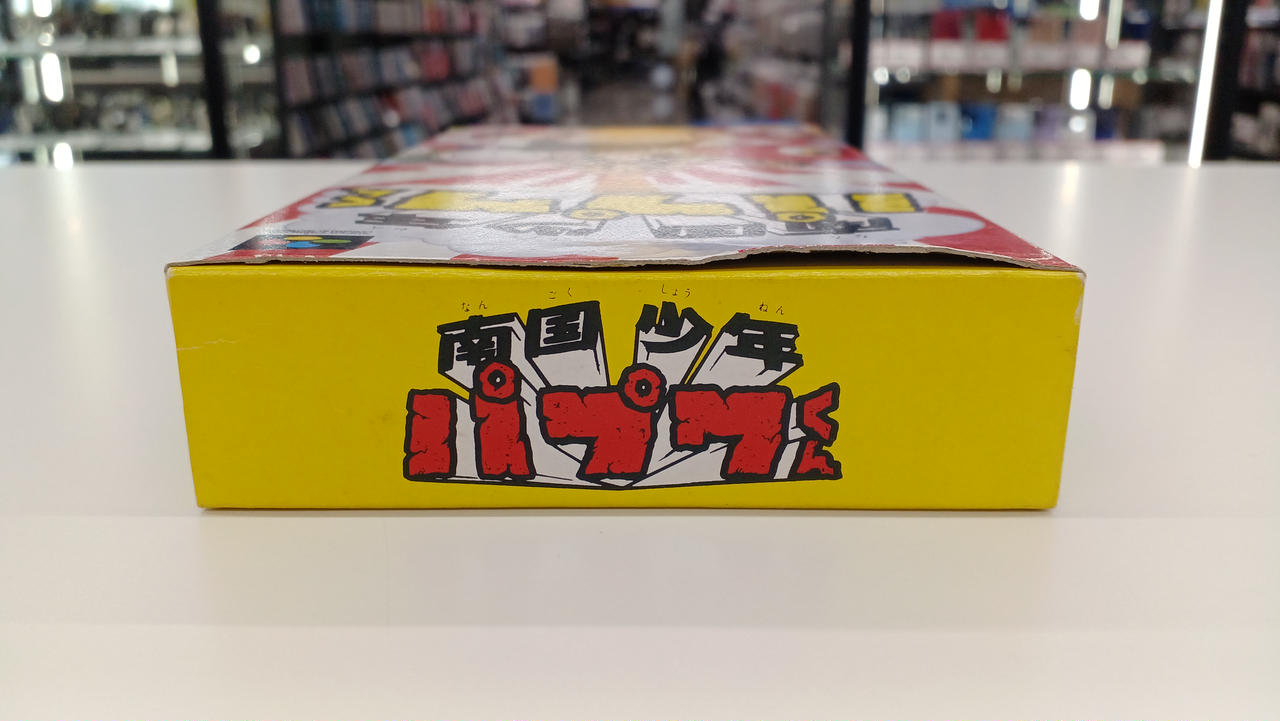 なん ごく しょう ねん
南国少年
パプワくん